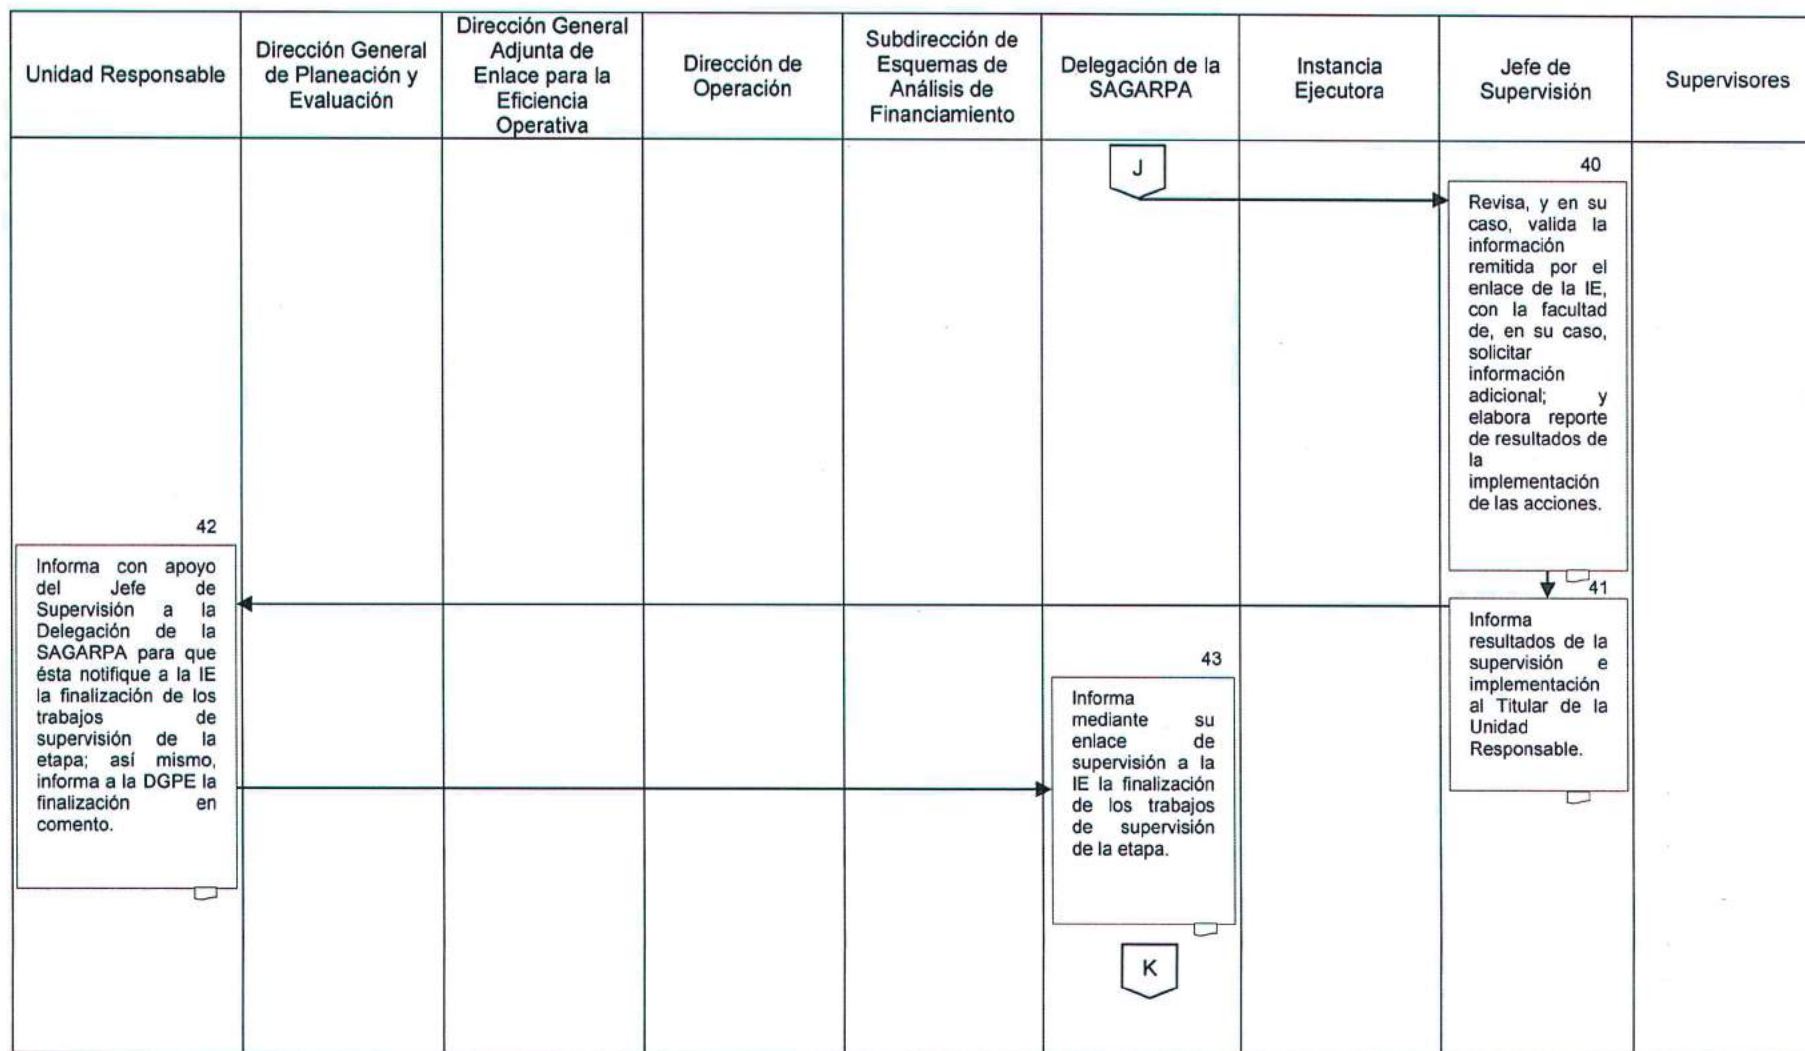 Unidad Responsable
Dirección General
de Planeación y
Evaluación
Dirección General
Adjunta de
Enlace para la
Eficiencia
Operativa
Dirección de
Operación
Subdirección de
Esquemas de
Análisis de
Financiamiento
Delegación de la
SAGARPA
Instancia
Ejecutora
Jefe de
Supervisión
Supervisores
J
40
Revisa, y en su
caso, valida la
información
remitida por el
enlace de la IE,
con la facultad
de, en su caso,
solicitar
información
adicional; y
elabora reporte
de resultados de
la
implementación
de las acciones.
41
Informa
resultados de la
supervisión e
implementación
al Titular de la
Unidad
Responsable.
42
Informa con apoyo
del Jefe de
Supervisión a la
Delegación de la
SAGARPA para que
ésta notifique a la IE
la finalización de los
trabajos de
supervisión de la
etapa; así mismo,
informa a la DGPE la
finalización en
comento.
43
Informa
mediante su
enlace de
supervisión a la
IE la finalización
de los trabajos
de supervisión
de la etapa.
K